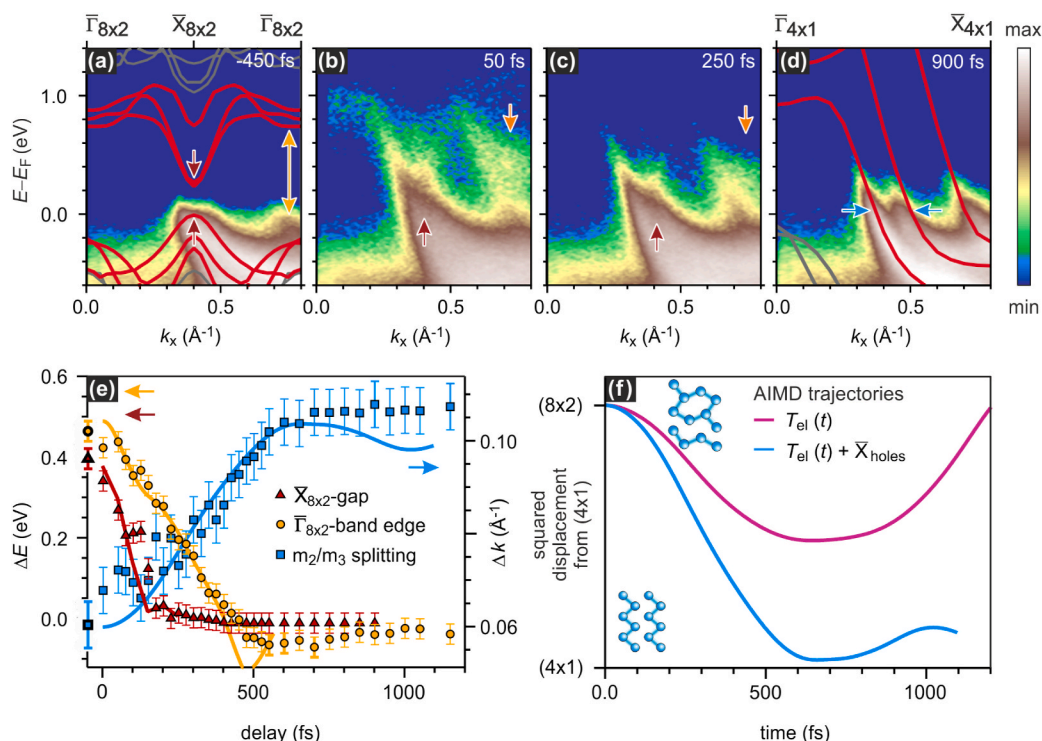 Γ̅8x2 X̅8x2 Γ̅8x2 Γ̅4x1 X̅4x1
(a) -450 fs (b) 50 fs (c) 250 fs (d) 900 fs
max
min
E–EF (eV)
1.0
0.0
0.0 0.5 0.0 0.5 0.0 0.5 0.0 0.5
kx (Å-1) kx (Å-1) kx (Å-1) kx (Å-1)
(e)
ΔE (eV)
0.6
0.4
0.2
0.0
X̅8x2-gap
Γ̅8x2-band edge
m2/m3 splitting
0.10
0.06
Δk (Å-1)
0 500 1000
delay (fs)
(f)
AIMD trajectories
Tel (t)
Tel (t) + X̅holes
(8x2)
squared
displacement
from (4x1)
(4x1)
0.0 500 1000
time (fs)